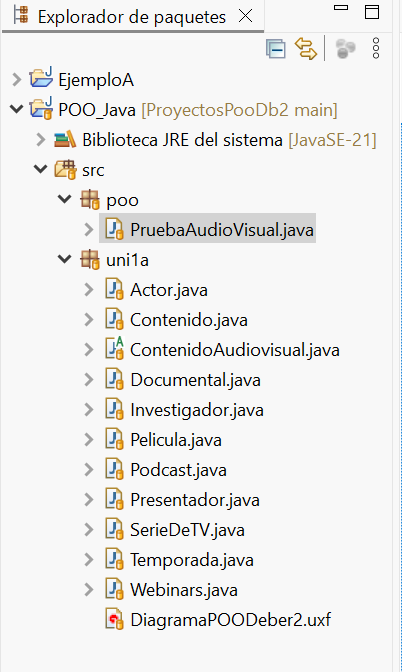 Explorador de paquetes
EjemploA
POO_Java [ProyectosPooDb2 main]
Biblioteca JRE del sistema [JavaSE-21]
src
poo
PruebaAudioVisual.java
uni1a
Actor.java
Contenido.java
ContenidoAudiovisual.java
Documental.java
Investigador.java
Pelicula.java
Podcast.java
Presentador.java
SerieDeTV.java
Temporada.java
Webinars.java
DiagramaPOODeber2.uxf